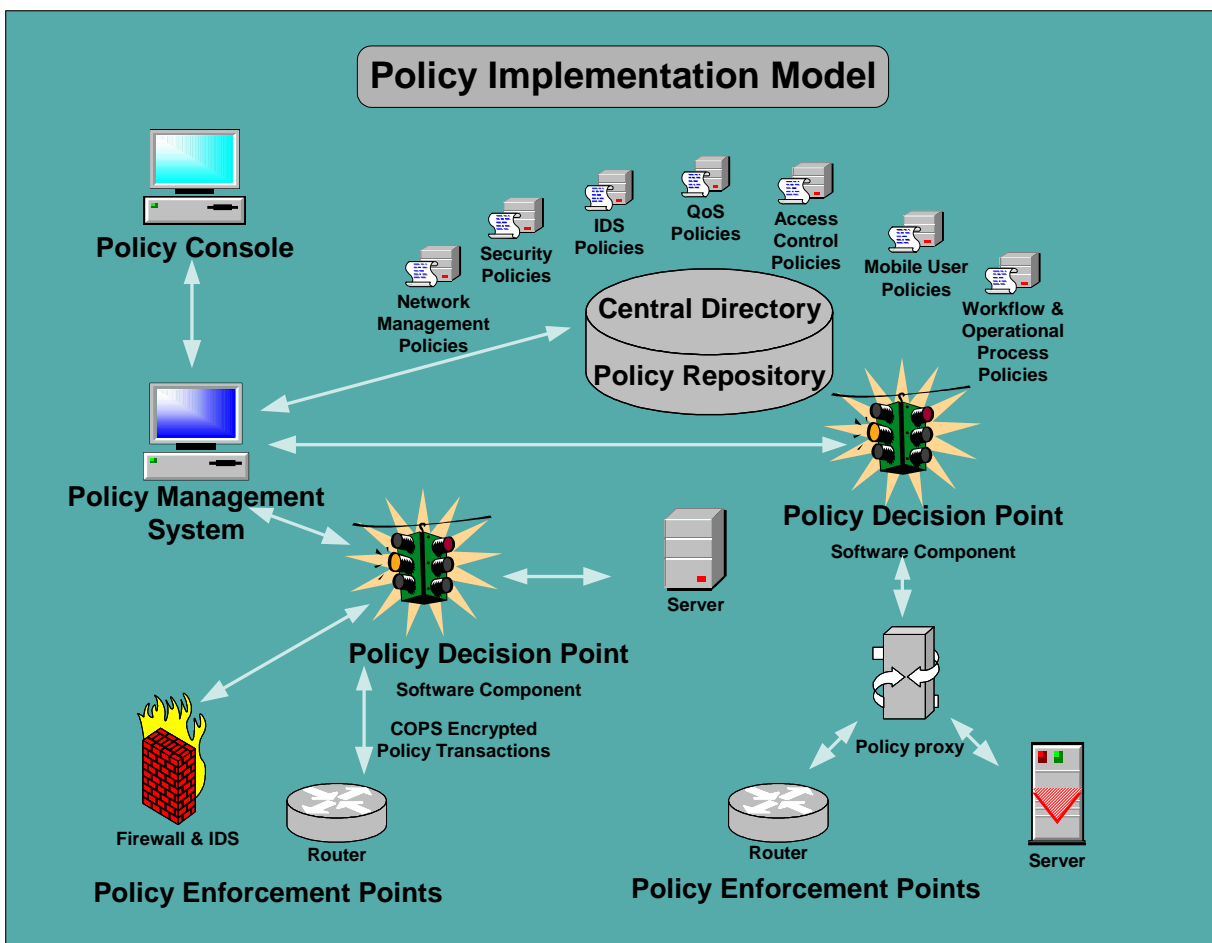 Policy Implementation Model
Policy Console
Network
Management
Policies
Security
Policies
IDS
Policies
QoS
Policies
Access
Control
Policies
Mobile User
Policies
Workflow &
Operational
Process
Policies
Central Directory
Policy Repository
Policy Management
System
Policy Decision Point
Software Component
Server
Policy Decision Point
Software Component
COPS Encrypted
Policy Transactions
Policy proxy
Firewall & IDS
Router
Router
Server
Policy Enforcement Points
Policy Enforcement Points